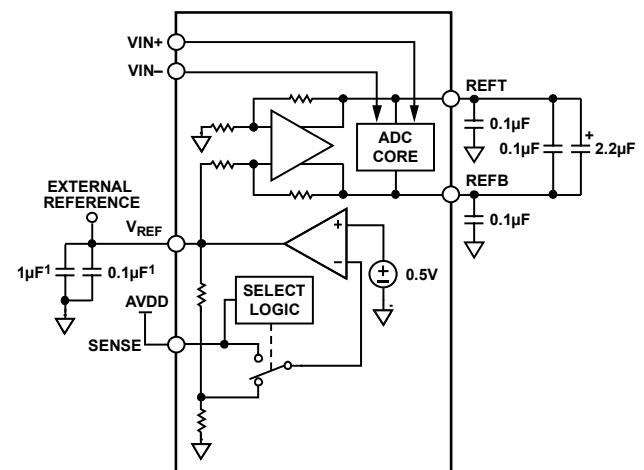 VIN+
VIN–
REFT
ADC
CORE
0.1µF
0.1µF
+
2.2µF
REFB
0.1µF
EXTERNAL
REFERENCE
VREF
+
–
0.5V
1µF¹
0.1µF¹
SELECT
LOGIC
AVDD
SENSE